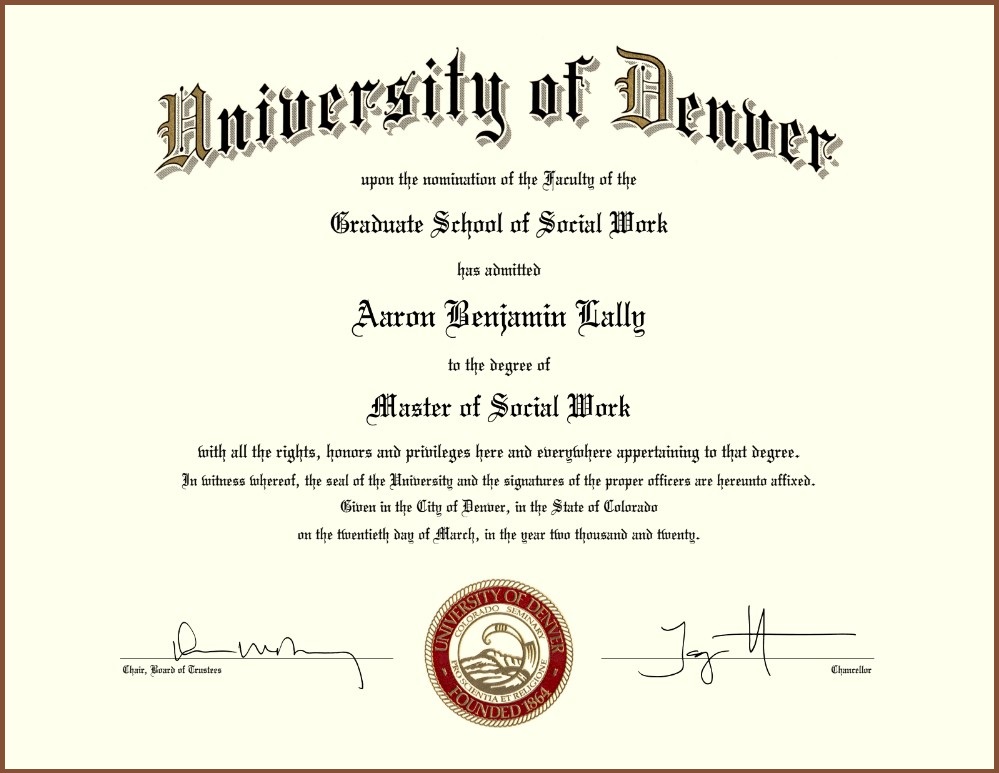 University of Denver
upon the nomination of the Faculty of the
Graduate School of Social Work
has admitted
Aaron Benjamin Lally
to the degree of
Master of Social Work
with all the rights, honors and privileges here and everywhere appertaining to that degree.
In witness whereof, the seal of the University and the signatures of the proper officers are hereunto affixed.
Given in the City of Denver, in the State of Colorado
on the twentieth day of March, in the year two thousand and twenty.
UNIVERSITY OF DENVER
COLORADO SEMINARY
PRO SCIENTIA ET RELIGIONE
FOUNDED 1864
Chair, Board of Trustees
Chancellor